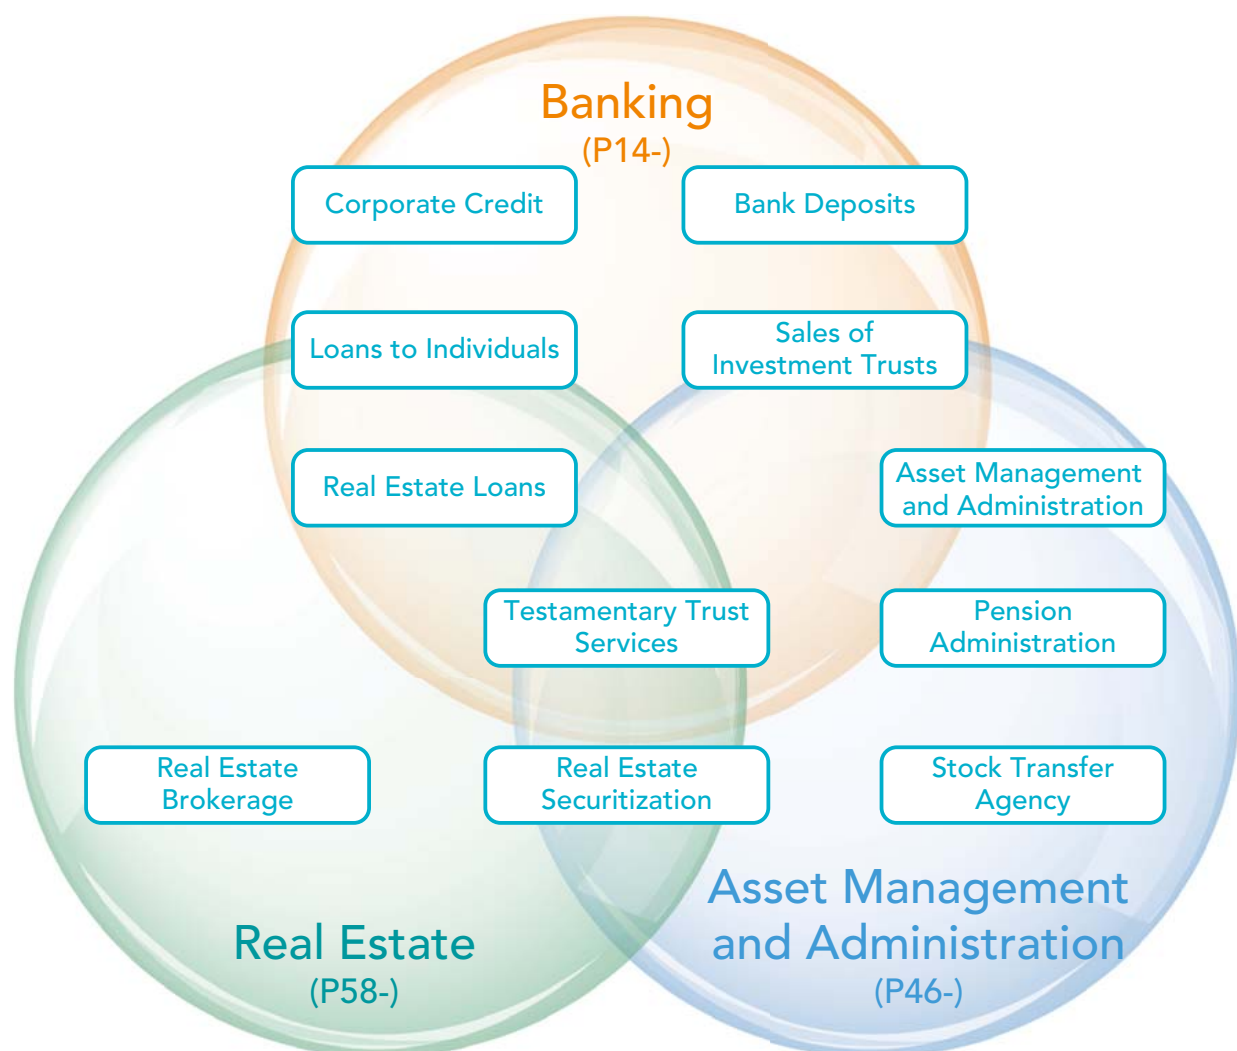 Banking
(P14-)
Corporate Credit
Bank Deposits
Loans to Individuals
Sales of
Investment Trusts
Real Estate Loans
Asset Management
and Administration
Testamentary Trust
Services
Pension
Administration
Real Estate
Brokerage
Real Estate
Securitization
Stock Transfer
Agency
Real Estate
(P58-)
Asset Management
and Administration
(P46-)